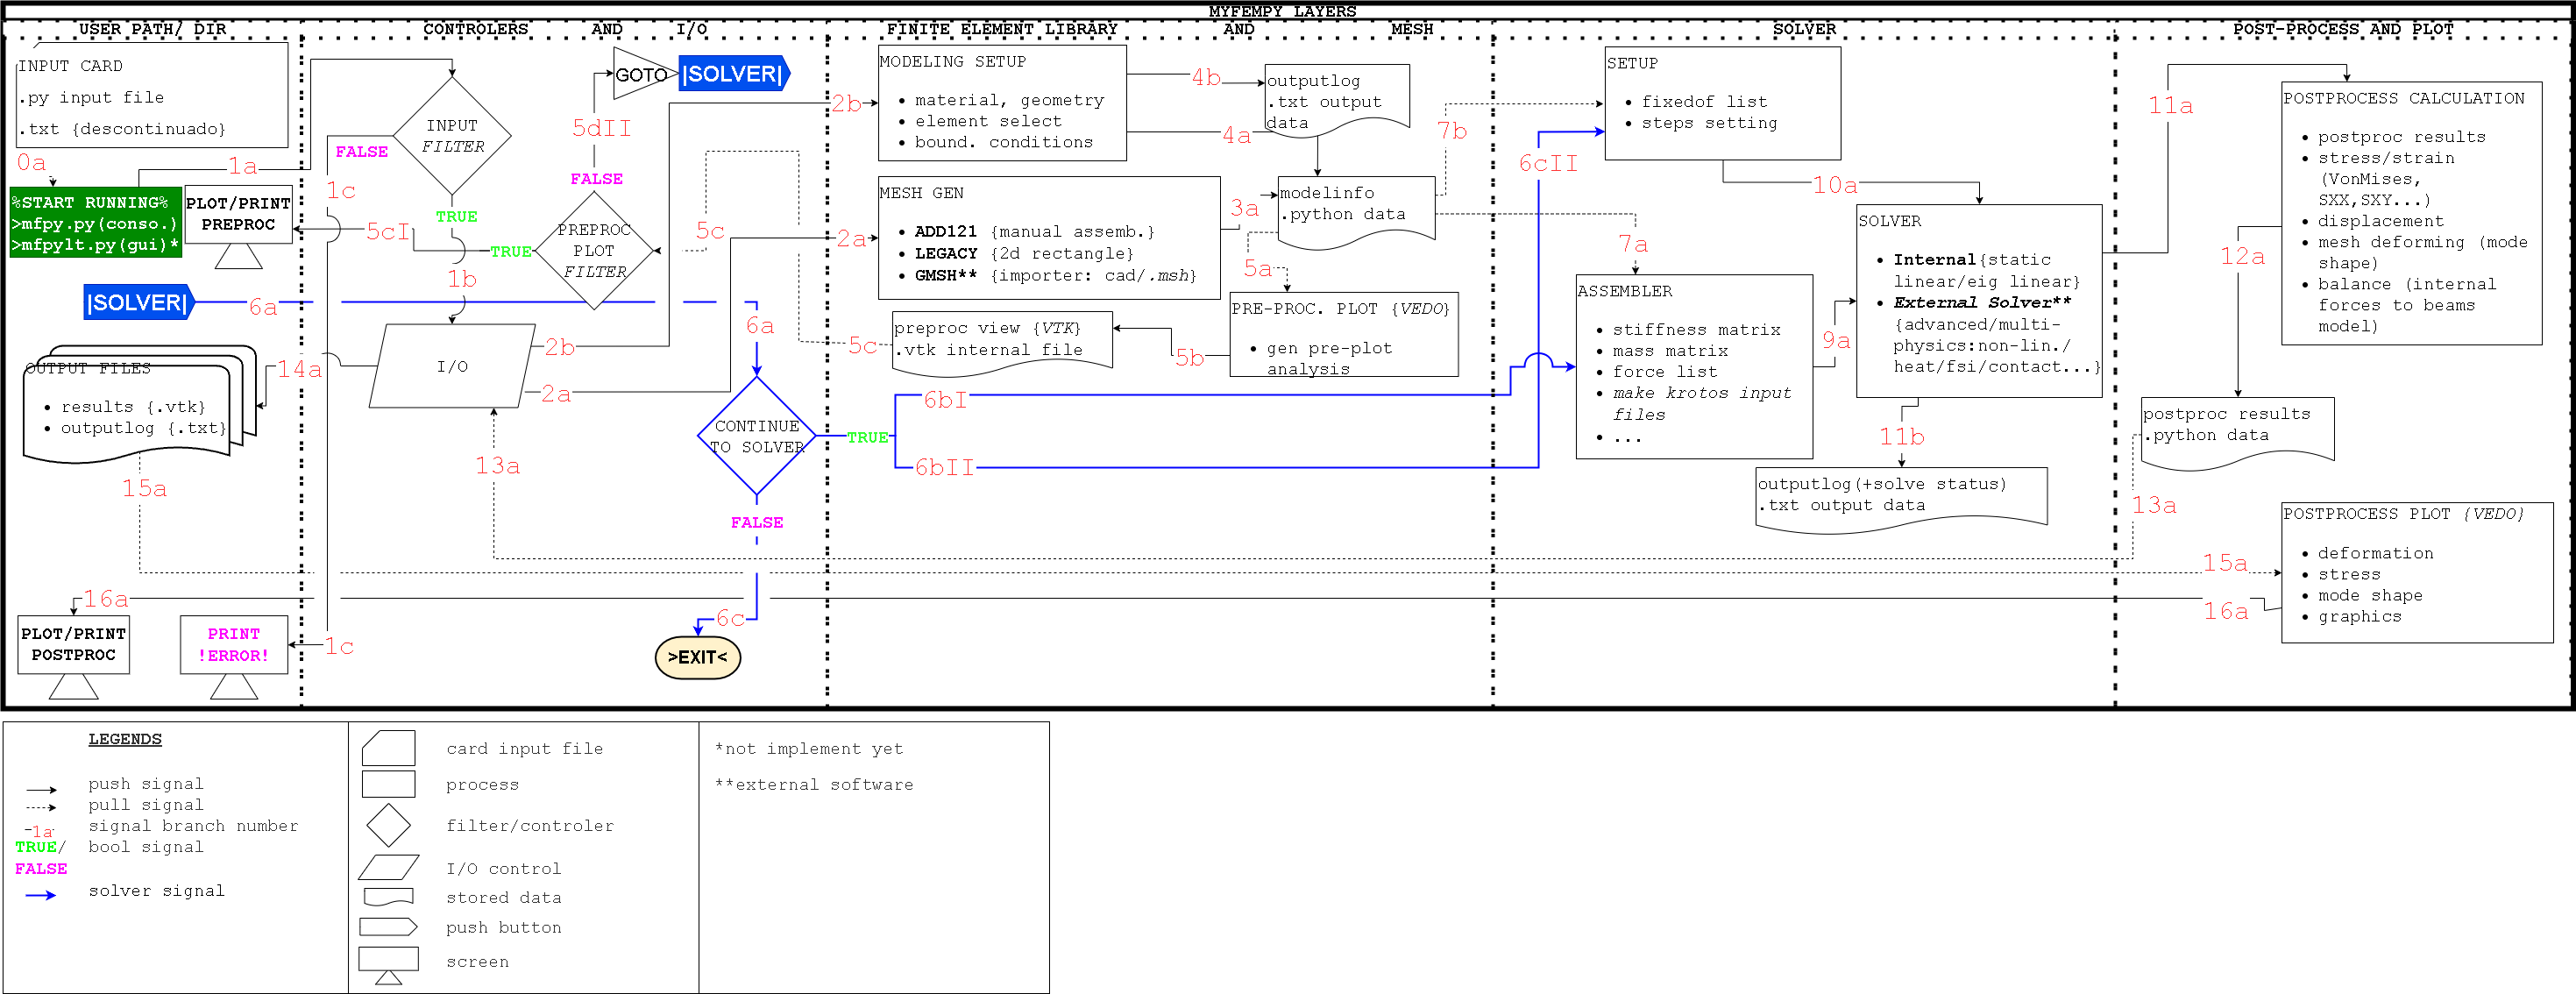 MYFEMPY LAYERS
USER PATH/ DIR
CONTROLERS AND I/O
FINITE ELEMENT LIBRARY AND MESH
SOLVER
POST-PROCESS AND PLOT
INPUT CARD
.py input file
.txt {descontinuado}
0a
1a
%START RUNNING%
>mfpy.py(conso.)
>mfpylt.py(gui)*
PLOT/PRINT
PREPROC
|SOLVER|
6a
OUTPUT FILES
results {.vtk}
outputlog {.txt}
14a
15a
16a
PLOT/PRINT
POSTPROC
PRINT
!ERROR!
1c
INPUT
FILTER
FALSE
1c
TRUE
1b
5cI
TRUE
GOTO
|SOLVER|
5dII
FALSE
PREPROC
PLOT
FILTER
5c
I/O
2b
2a
13a
6a
CONTINUE
TO SOLVER
TRUE
FALSE
6c
>EXIT<
2b
MODELING SETUP
material, geometry
element select
bound. conditions
4b
4a
outputlog
.txt output
data
2a
MESH GEN
ADD121 {manual assemb.}
LEGACY {2d rectangle}
GMSH** {importer: cad/.msh}
3a
modelinfo
.python data
5a
PRE-PROC. PLOT {VEDO}
gen pre-plot
analysis
5b
preproc view {VTK}
.vtk internal file
5c
6bI
6bII
7b
6cII
7a
SETUP
fixedof list
steps setting
10a
ASSEMBLER
stiffness matrix
mass matrix
force list
make krotos input
files
...
9a
SOLVER
Internal{static
linear/eig linear}
External Solver**
{advanced/multi-
physics:non-lin./
heat/fsi/contact...}
11b
outputlog(+solve status)
.txt output data
11a
POSTPROCESS CALCULATION
postproc results
stress/strain
(VonMises,
SXX,SXY...)
displacement
mesh deforming (mode
shape)
balance (internal
forces to beams
model)
12a
postproc results
.python data
13a
POSTPROCESS PLOT {VEDO}
deformation
stress
mode shape
graphics
15a
16a
LEGENDS
push signal
pull signal
-1a- signal branch number
TRUE/ bool signal
FALSE
solver signal
card input file
process
filter/controler
I/O control
stored data
push button
screen
*not implement yet
**external software